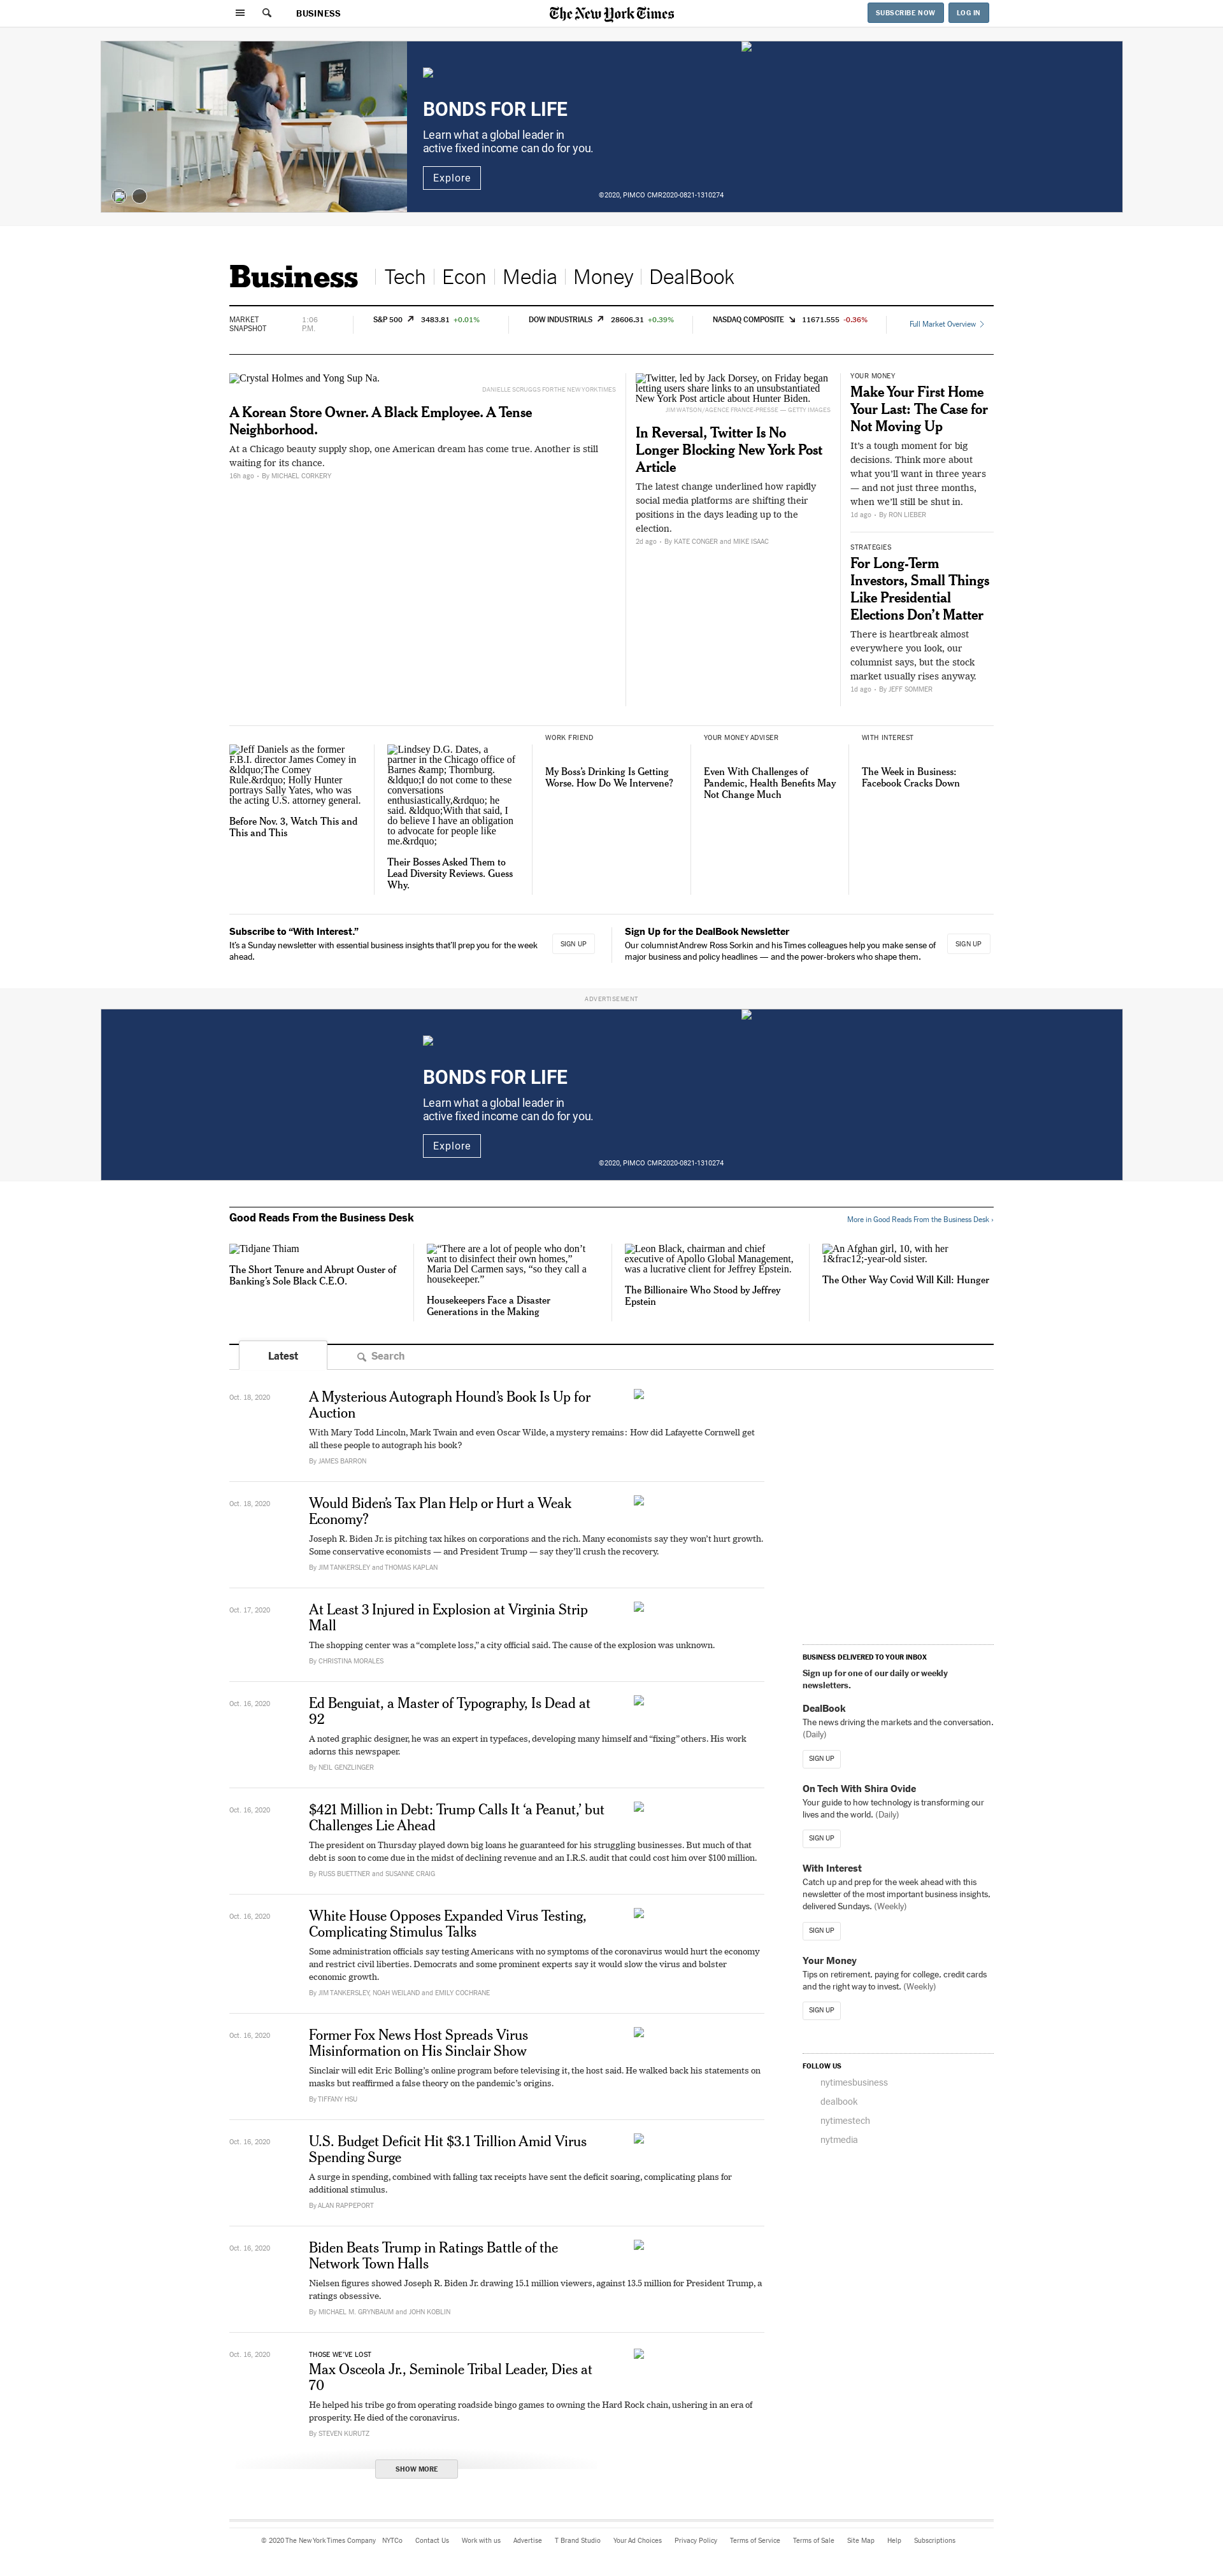 BUSINESS
The New York Times
SUBSCRIBE NOW
LOG IN
BONDS FOR LIFE
Learn what a global leader in
active fixed income can do for you.
Explore
©2020, PIMCO CMR2020-0821-1310274
Business
Tech
Econ
Media
Money
DealBook
MARKET
SNAPSHOT
1:06
P.M.
S&P 500 3483.81 +0.01%
DOW INDUSTRIALS 28606.31 +0.39%
NASDAQ COMPOSITE 11671.555 -0.36%
Full Market Overview
Crystal Holmes and Yong Sup Na.
DANIELLE SCRUGGS FOR THE NEW YORK TIMES
A Korean Store Owner. A Black Employee. A Tense
Neighborhood.
At a Chicago beauty supply shop, one American dream has come true. Another is still
waiting for its chance.
16h ago • By MICHAEL CORKERY
Twitter, led by Jack Dorsey, on Friday began
letting users share links to an unsubstantiated
New York Post article about Hunter Biden.
JIM WATSON/AGENCE FRANCE-PRESSE — GETTY IMAGES
In Reversal, Twitter Is No
Longer Blocking New York Post
Article
The latest change underlined how rapidly
social media platforms are shifting their
positions in the days leading up to the
election.
2d ago • By KATE CONGER and MIKE ISAAC
YOUR MONEY
Make Your First Home
Your Last: The Case for
Not Moving Up
It’s a tough moment for big
decisions. Think more about
what you’ll want in three years
— and not just three months,
when we’ll still be shut in.
1d ago • By RON LIEBER
STRATEGIES
For Long-Term
Investors, Small Things
Like Presidential
Elections Don’t Matter
There is heartbreak almost
everywhere you look, our
columnist says, but the stock
market usually rises anyway.
1d ago • By JEFF SOMMER
Jeff Daniels as the former
F.B.I. director James Comey in
&ldquo;The Comey
Rule.&rdquo; Holly Hunter
portrays Sally Yates, who was
the acting U.S. attorney general.
Before Nov. 3, Watch This and
This and This
Lindsey D.G. Dates, a
partner in the Chicago office of
Barnes &amp; Thornburg.
&ldquo;I do not come to these
conversations
enthusiastically,&rdquo; he
said. &ldquo;With that said, I
do believe I have an obligation
to advocate for people like
me.&rdquo;
Their Bosses Asked Them to
Lead Diversity Reviews. Guess
Why.
WORK FRIEND
My Boss’s Drinking Is Getting
Worse. How Do We Intervene?
YOUR MONEY ADVISER
Even With Challenges of
Pandemic, Health Benefits May
Not Change Much
WITH INTEREST
The Week in Business:
Facebook Cracks Down
Subscribe to “With Interest.”
It’s a Sunday newsletter with essential business insights that’ll prep you for the week
ahead.
SIGN UP
Sign Up for the DealBook Newsletter
Our columnist Andrew Ross Sorkin and his Times colleagues help you make sense of
major business and policy headlines — and the power-brokers who shape them.
SIGN UP
ADVERTISEMENT
BONDS FOR LIFE
Learn what a global leader in
active fixed income can do for you.
Explore
©2020, PIMCO CMR2020-0821-1310274
Good Reads From the Business Desk
More in Good Reads From the Business Desk ›
Tidjane Thiam
The Short Tenure and Abrupt Ouster of
Banking’s Sole Black C.E.O.
“There are a lot of people who don’t
want to disinfect their own homes,”
Maria Del Carmen says, “so they call a
housekeeper.”
Housekeepers Face a Disaster
Generations in the Making
Leon Black, chairman and chief
executive of Apollo Global Management,
was a lucrative client for Jeffrey Epstein.
The Billionaire Who Stood by Jeffrey
Epstein
An Afghan girl, 10, with her
1&frac12;-year-old sister.
The Other Way Covid Will Kill: Hunger
Latest
Search
Oct. 18, 2020
A Mysterious Autograph Hound’s Book Is Up for
Auction
With Mary Todd Lincoln, Mark Twain and even Oscar Wilde, a mystery remains: How did Lafayette Cornwell get
all these people to autograph his book?
By JAMES BARRON
Oct. 18, 2020
Would Biden’s Tax Plan Help or Hurt a Weak
Economy?
Joseph R. Biden Jr. is pitching tax hikes on corporations and the rich. Many economists say they won’t hurt growth.
Some conservative economists — and President Trump — say they’ll crush the recovery.
By JIM TANKERSLEY and THOMAS KAPLAN
Oct. 17, 2020
At Least 3 Injured in Explosion at Virginia Strip
Mall
The shopping center was a “complete loss,” a city official said. The cause of the explosion was unknown.
By CHRISTINA MORALES
Oct. 16, 2020
Ed Benguiat, a Master of Typography, Is Dead at
92
A noted graphic designer, he was an expert in typefaces, developing many himself and “fixing” others. His work
adorns this newspaper.
By NEIL GENZLINGER
Oct. 16, 2020
$421 Million in Debt: Trump Calls It ‘a Peanut,’ but
Challenges Lie Ahead
The president on Thursday played down big loans he guaranteed for his struggling businesses. But much of that
debt is soon to come due in the midst of declining revenue and an I.R.S. audit that could cost him over $100 million.
By RUSS BUETTNER and SUSANNE CRAIG
Oct. 16, 2020
White House Opposes Expanded Virus Testing,
Complicating Stimulus Talks
Some administration officials say testing Americans with no symptoms of the coronavirus would hurt the economy
and restrict civil liberties. Democrats and some prominent experts say it would slow the virus and bolster
economic growth.
By JIM TANKERSLEY, NOAH WEILAND and EMILY COCHRANE
Oct. 16, 2020
Former Fox News Host Spreads Virus
Misinformation on His Sinclair Show
Sinclair will edit Eric Bolling’s online program before televising it, the host said. He walked back his statements on
masks but reaffirmed a false theory on the pandemic’s origins.
By TIFFANY HSU
Oct. 16, 2020
U.S. Budget Deficit Hit $3.1 Trillion Amid Virus
Spending Surge
A surge in spending, combined with falling tax receipts have sent the deficit soaring, complicating plans for
additional stimulus.
By ALAN RAPPEPORT
Oct. 16, 2020
Biden Beats Trump in Ratings Battle of the
Network Town Halls
Nielsen figures showed Joseph R. Biden Jr. drawing 15.1 million viewers, against 13.5 million for President Trump, a
ratings obsessive.
By MICHAEL M. GRYNBAUM and JOHN KOBLIN
Oct. 16, 2020
THOSE WE’VE LOST
Max Osceola Jr., Seminole Tribal Leader, Dies at
70
He helped his tribe go from operating roadside bingo games to owning the Hard Rock chain, ushering in an era of
prosperity. He died of the coronavirus.
By STEVEN KURUTZ
SHOW MORE
BUSINESS DELIVERED TO YOUR INBOX
Sign up for one of our daily or weekly
newsletters.
DealBook
The news driving the markets and the conversation.
(Daily)
SIGN UP
On Tech With Shira Ovide
Your guide to how technology is transforming our
lives and the world. (Daily)
SIGN UP
With Interest
Catch up and prep for the week ahead with this
newsletter of the most important business insights,
delivered Sundays. (Weekly)
SIGN UP
Your Money
Tips on retirement, paying for college, credit cards
and the right way to invest. (Weekly)
SIGN UP
FOLLOW US
nytimesbusiness
dealbook
nytimestech
nytmedia
© 2020 The New York Times Company NYTCo Contact Us Work with us Advertise T Brand Studio Your Ad Choices Privacy Policy Terms of Service Terms of Sale Site Map Help Subscriptions